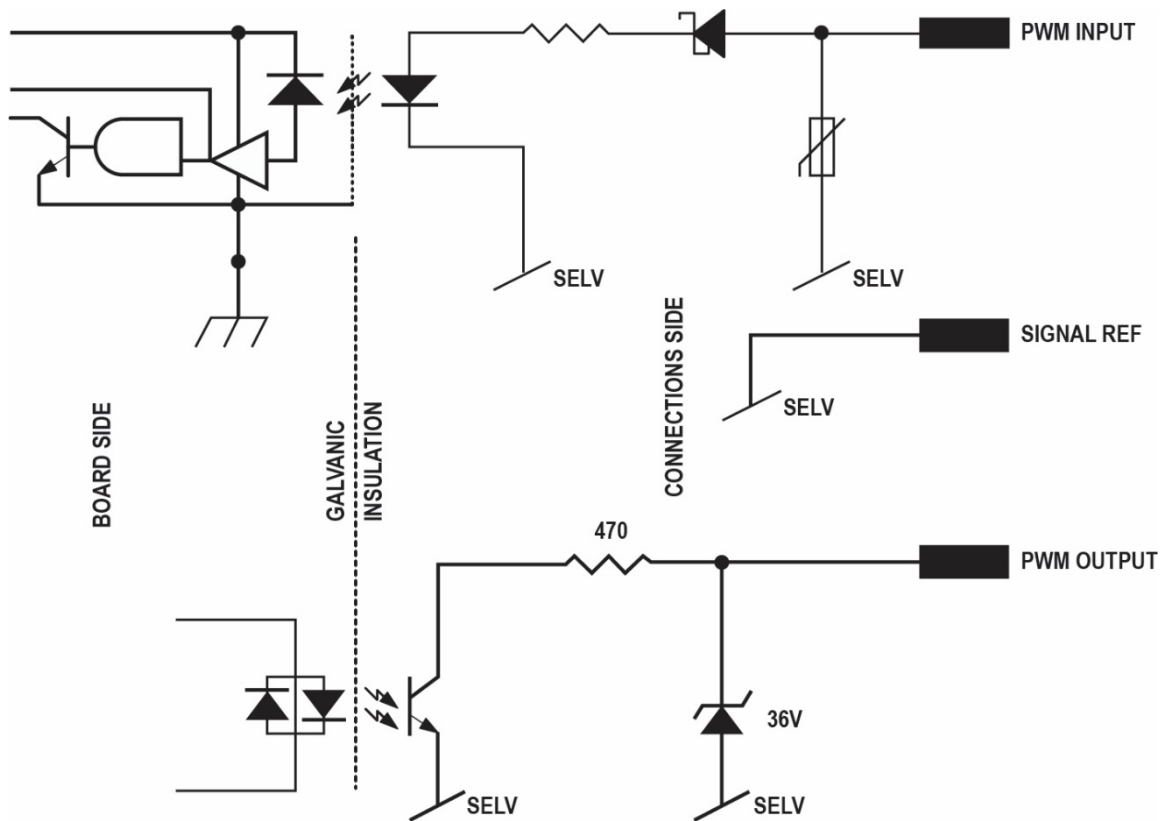 PWM INPUT
SELV
SELV
SIGNAL REF
SELV
BOARD SIDE
GALVANIC
INSULATION
CONNECTIONS SIDE
470
PWM OUTPUT
36V
SELV
SELV